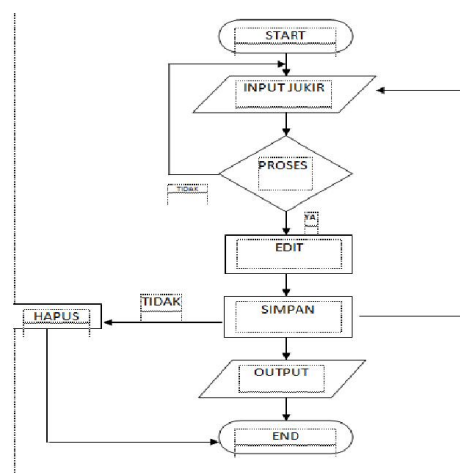 START
INPUT JUKIR
PROSES
TIDAK
YA
EDIT
TIDAK
SIMPAN
HAPUS
OUTPUT
END